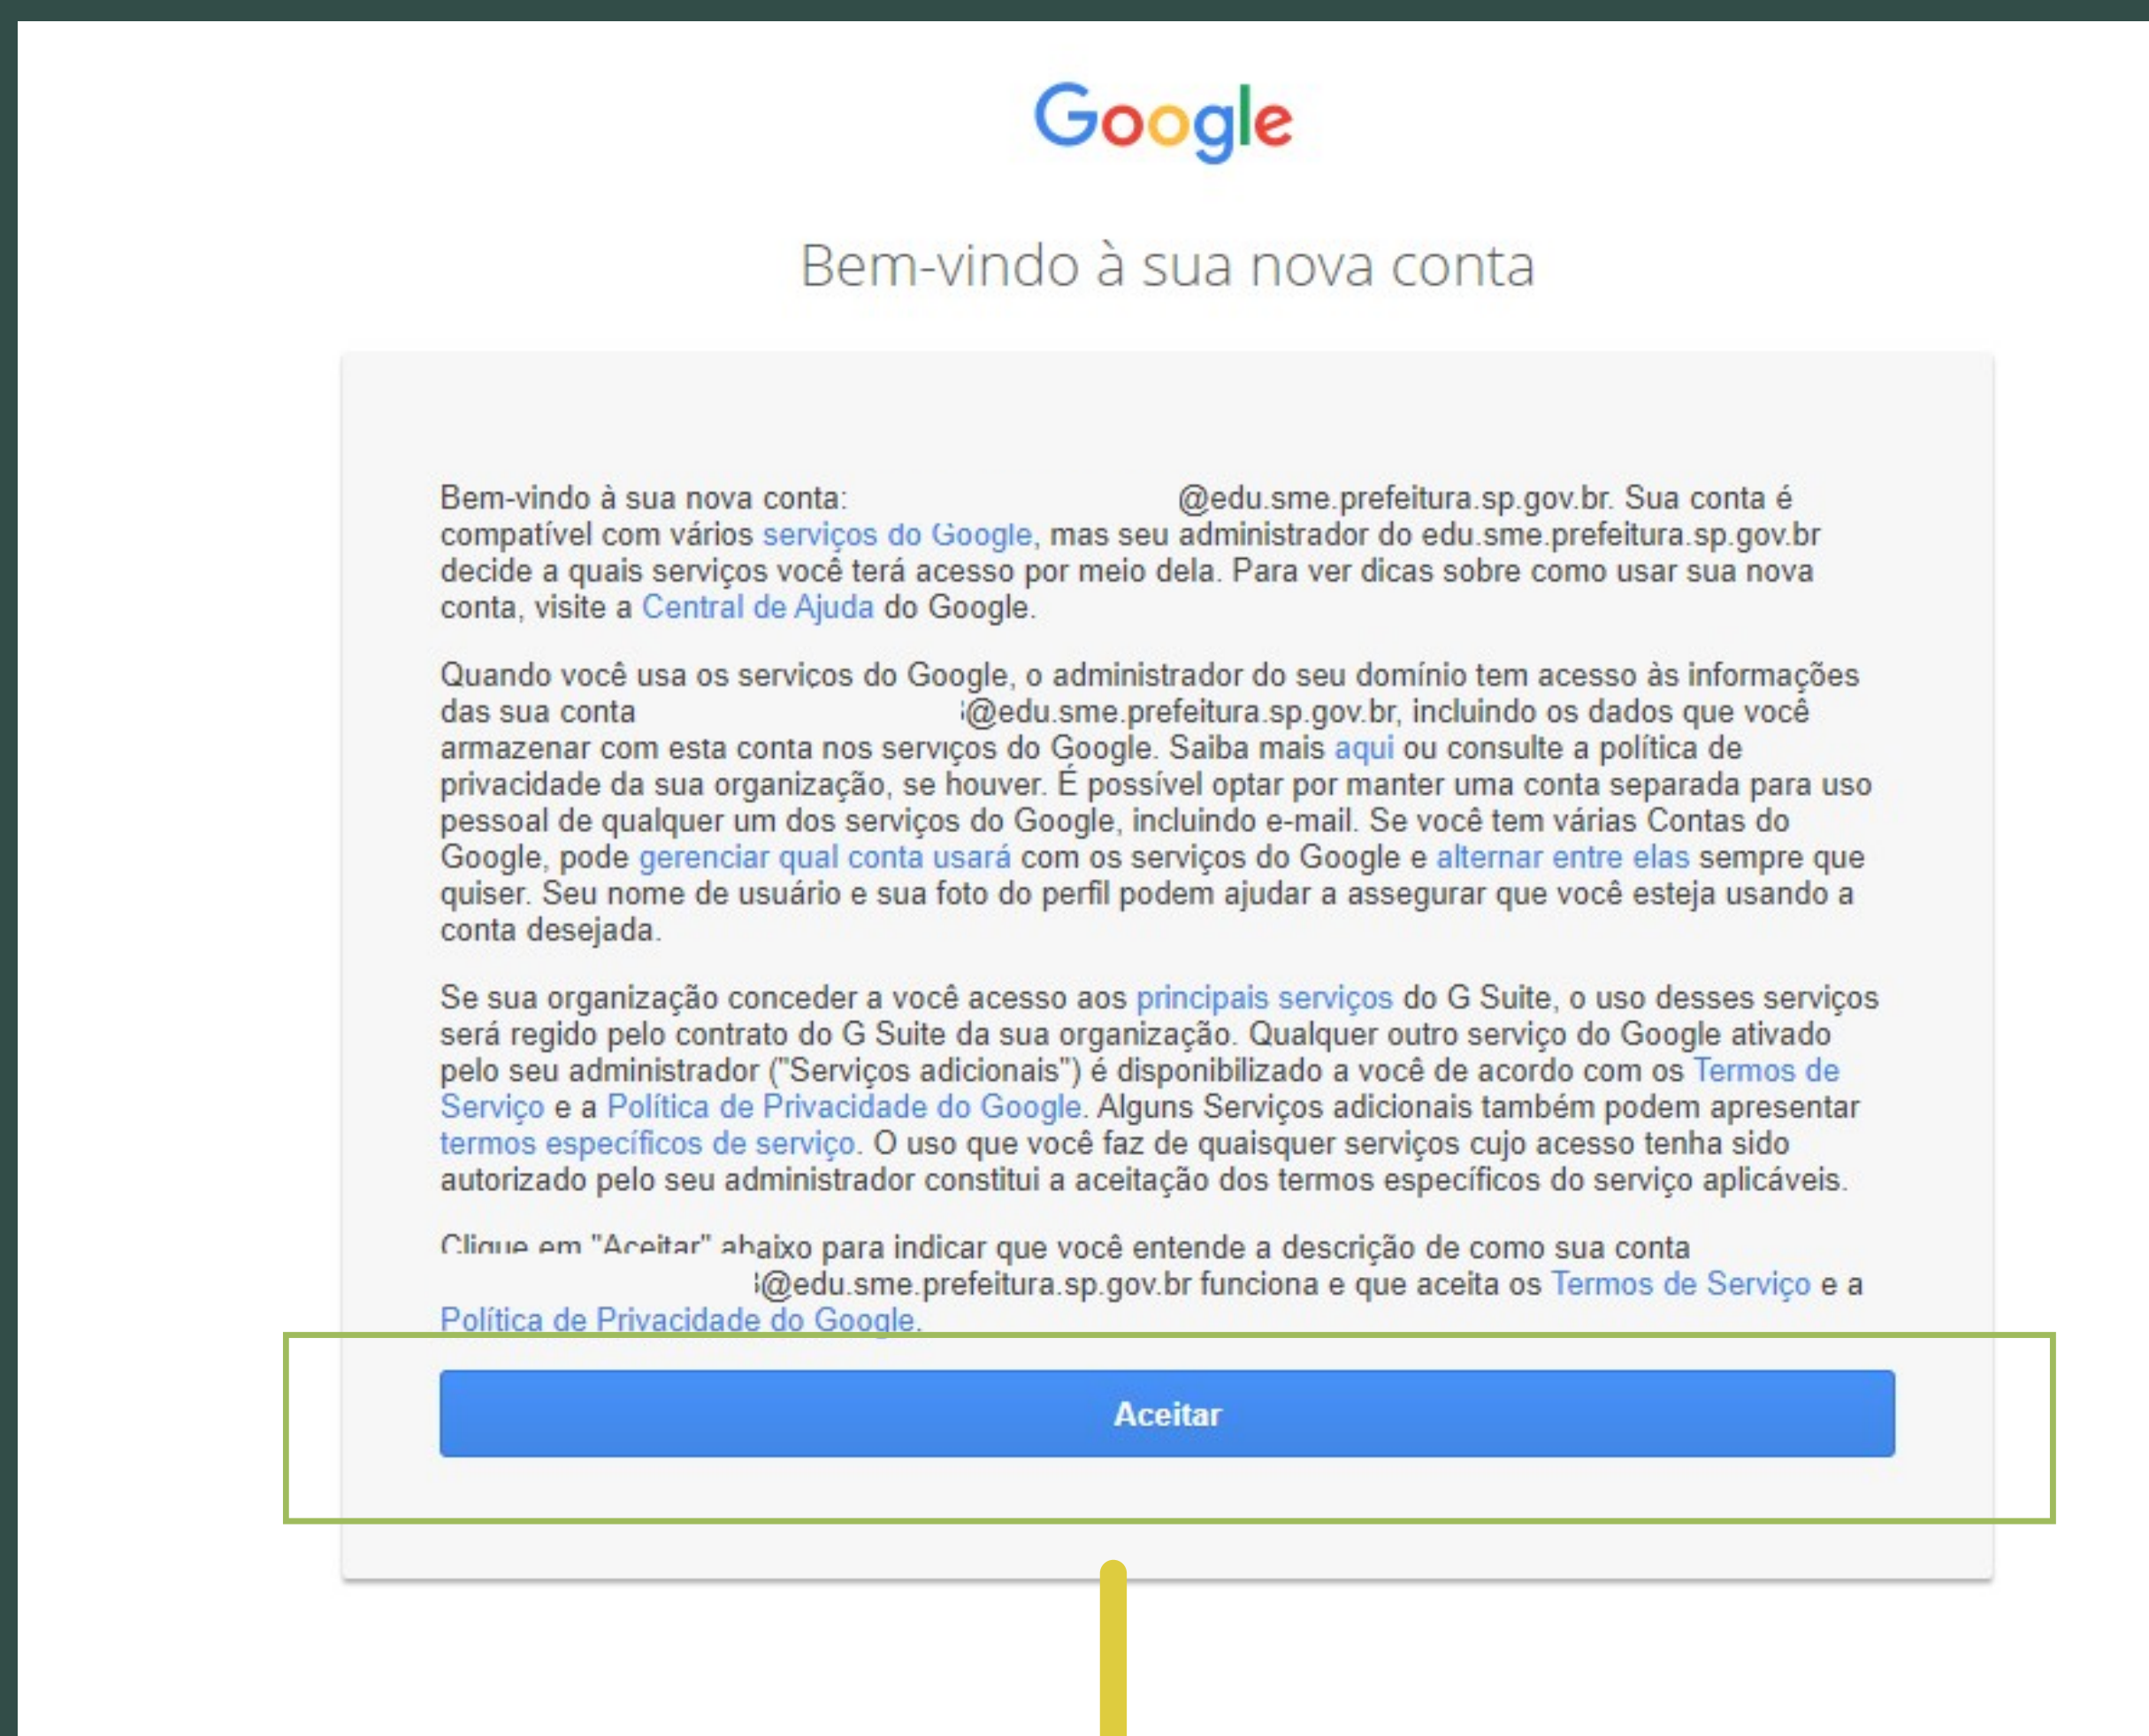 Google
Bem-vindo à sua nova conta
Bem-vindo à sua nova conta: @edu.sme.prefeitura.sp.gov.br. Sua conta é
compatível com vários serviços do Google, mas seu administrador do edu.sme.prefeitura.sp.gov.br
decide a quais serviços você terá acesso por meio dela. Para ver dicas sobre como usar sua nova
conta, visite a Central de Ajuda do Google.
Quando você usa os serviços do Google, o administrador do seu domínio tem acesso às informações
das sua conta @edu.sme.prefeitura.sp.gov.br, incluindo os dados que você
armazenar com esta conta nos serviços do Google. Saiba mais aqui ou consulte a política de
privacidade da sua organização, se houver. É possível optar por manter uma conta separada para uso
pessoal de qualquer um dos serviços do Google, incluindo e-mail. Se você tem várias Contas do
Google, pode gerenciar qual conta usará com os serviços do Google e alternar entre elas sempre que
quiser. Seu nome de usuário e sua foto do perfil podem ajudar a assegurar que você esteja usando a
conta desejada.
Se sua organização conceder a você acesso aos principais serviços do G Suite, o uso desses serviços
será regido pelo contrato do G Suite da sua organização. Qualquer outro serviço do Google ativado
pelo seu administrador ("Serviços adicionais") é disponibilizado a você de acordo com os Termos de
Serviço e a Política de Privacidade do Google. Alguns Serviços adicionais também podem apresentar
termos específicos de serviço. O uso que você faz de quaisquer serviços cujo acesso tenha sido
autorizado pelo seu administrador constitui a aceitação dos termos específicos do serviço aplicáveis.
Clique em "Aceitar" abaixo para indicar que você entende a descrição de como sua conta
@edu.sme.prefeitura.sp.gov.br funciona e que aceita os Termos de Serviço e a
Política de Privacidade do Google.
Aceitar